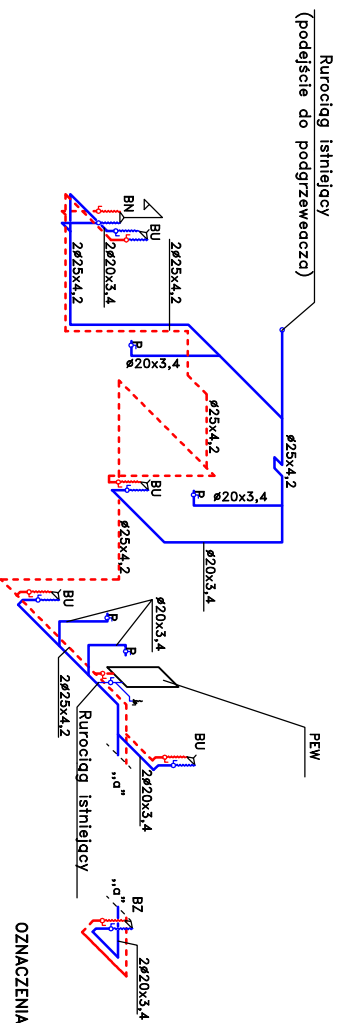 Rurociąg istniejący
(podejście do podgrzewacza)
BN
BU
2ø25x4,2
2ø20x3,4
2ø25x4,2
ø20x3,4
ø25x4,2
ø25x4,2
ø20x3,4
BU
ø25x4,2
ø20x3,4
BU
ø20x3,4
2ø25x4,2
Rurociąg istniejący
PEW
BU
2ø20x3,4
„a"
„a"
BZ
2ø20x3,4
OZNACZENIA